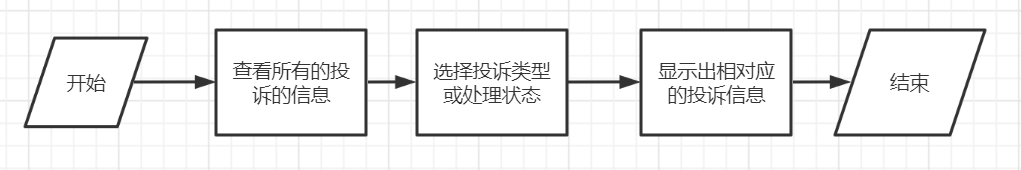 开始
查看所有的投
诉的信息
选择投诉类型
或处理状态
显示出相对应
的投诉信息
结束